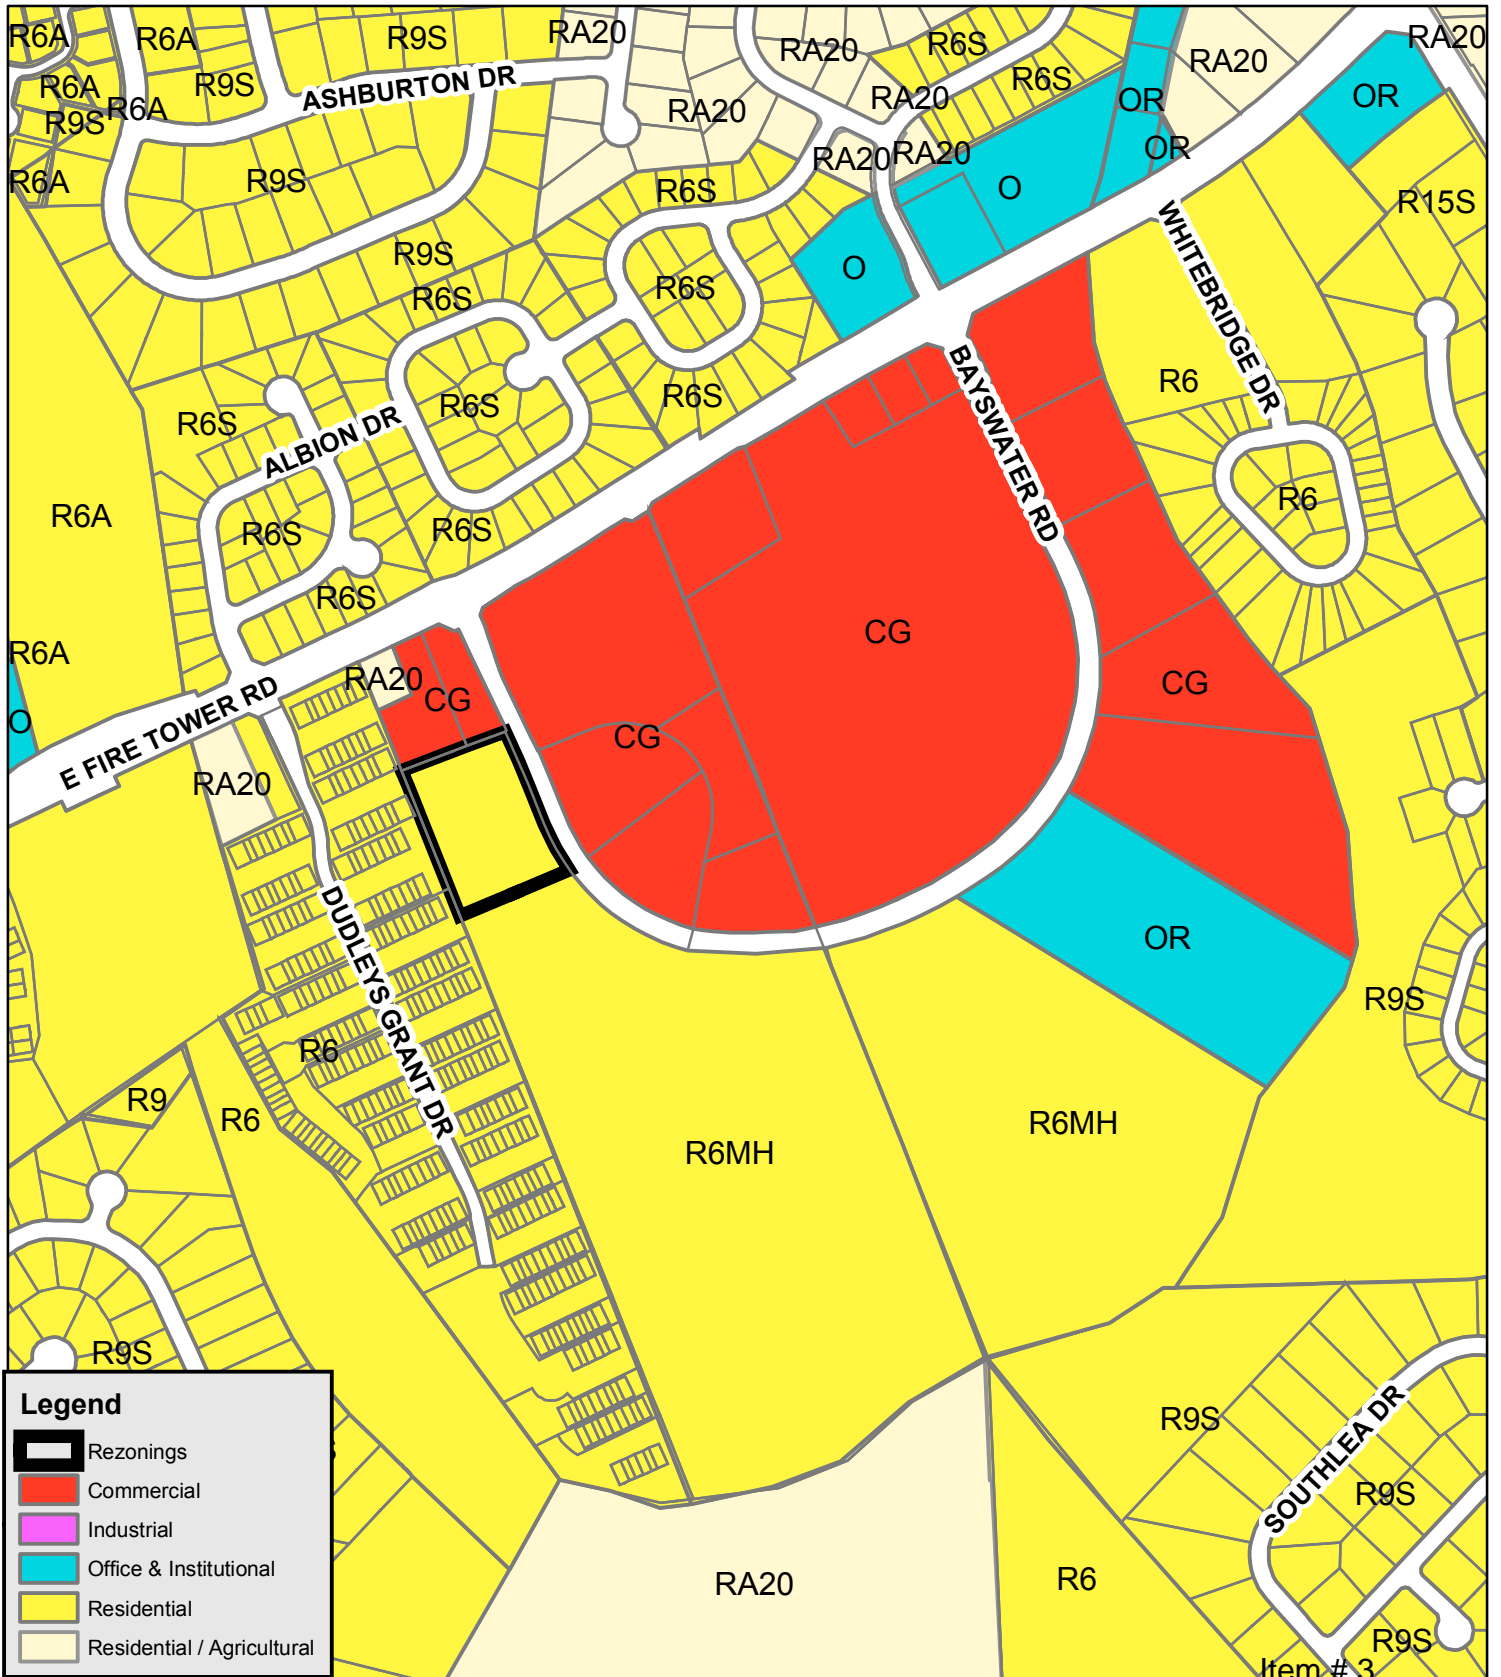 R6A
R6A
R9S
RA20
RA20
R6S
RA20
RA20
R6A
R9S
ASHBURTON DR
R6S
OR
OR
R9S
R6A
RA20
RA20
OR
R6A
R9S
R6S
RA20
RA20
O
R15S
WHITEBRIDGE DR
R9S
R6S
R6S
O
R6S
R6S
R6S
R6
R6S
ALBION DR
BAYSWATER RD
R6A
R6S
R6S
R6
R6S
CG
R6A
RA20
CG
CG
CG
O
E FIRE TOWER RD
RA20
DUDLEYS GRANT DR
OR
R9S
R6
R9
R6
R6MH
R6MH
R9S
R9S
SOUTHLEA DR
R9S
RA20
R6
R9S
Item # 3
Legend
Rezonings
Commercial
Industrial
Office & Institutional
Residential
Residential / Agricultural